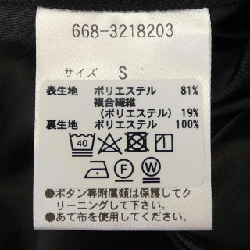 668-3218203
サイズ S
表生地 ポリエステル 81%
複合繊維
(ポリエステル) 19%
裏生地 ポリエステル 100%
40
F W
●ボタン等附属類は保護してク
リーニングして下さい。
●あて布を使用して下さい。